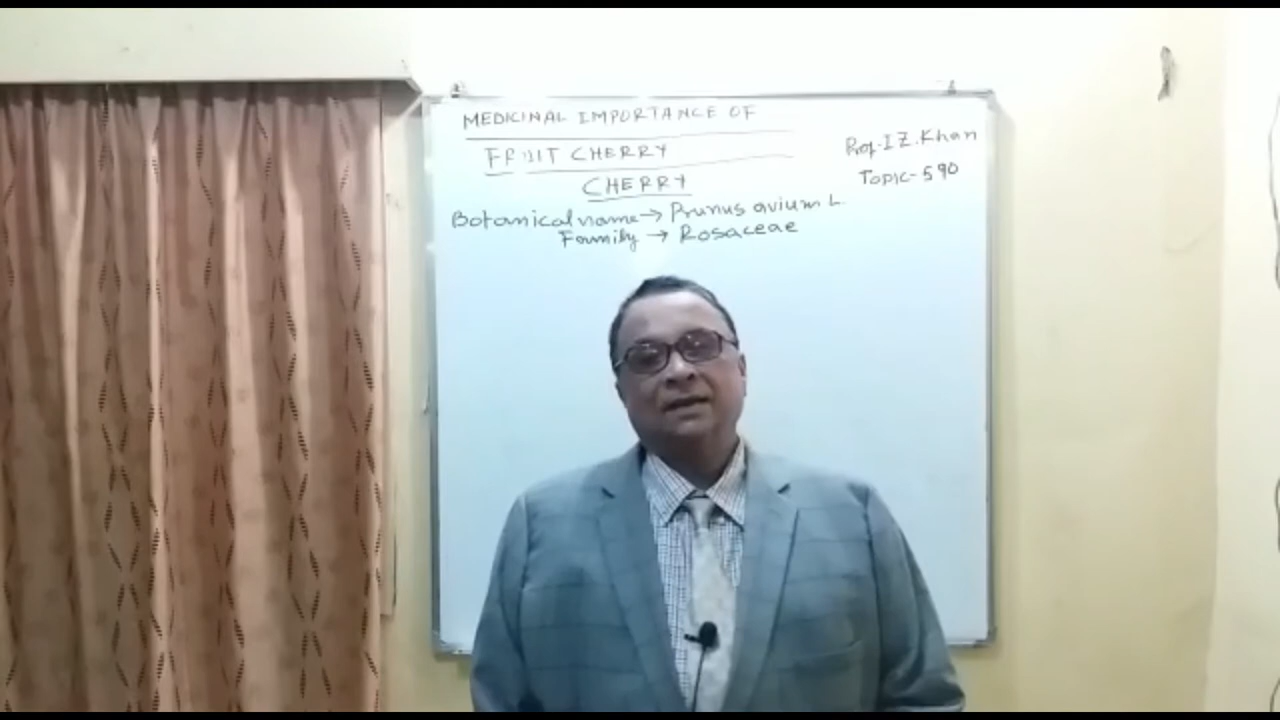 MEDICINAL IMPORTANCE OF
FRUIT CHERRY
CHERRY
Botanical name → Prunus avium L.
Family → Rosaceae
Prof. I Z. Khan
Topic-590